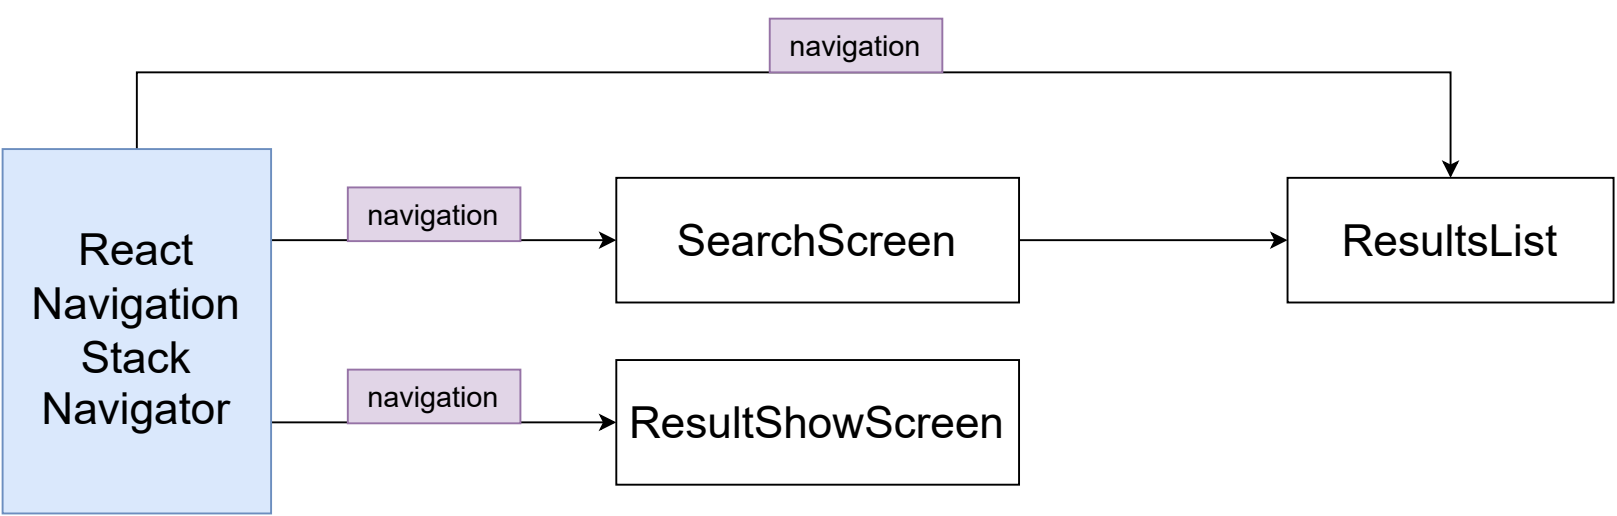 navigation
React
Navigation
Stack
Navigator
navigation
SearchScreen
ResultsList
navigation
ResultShowScreen